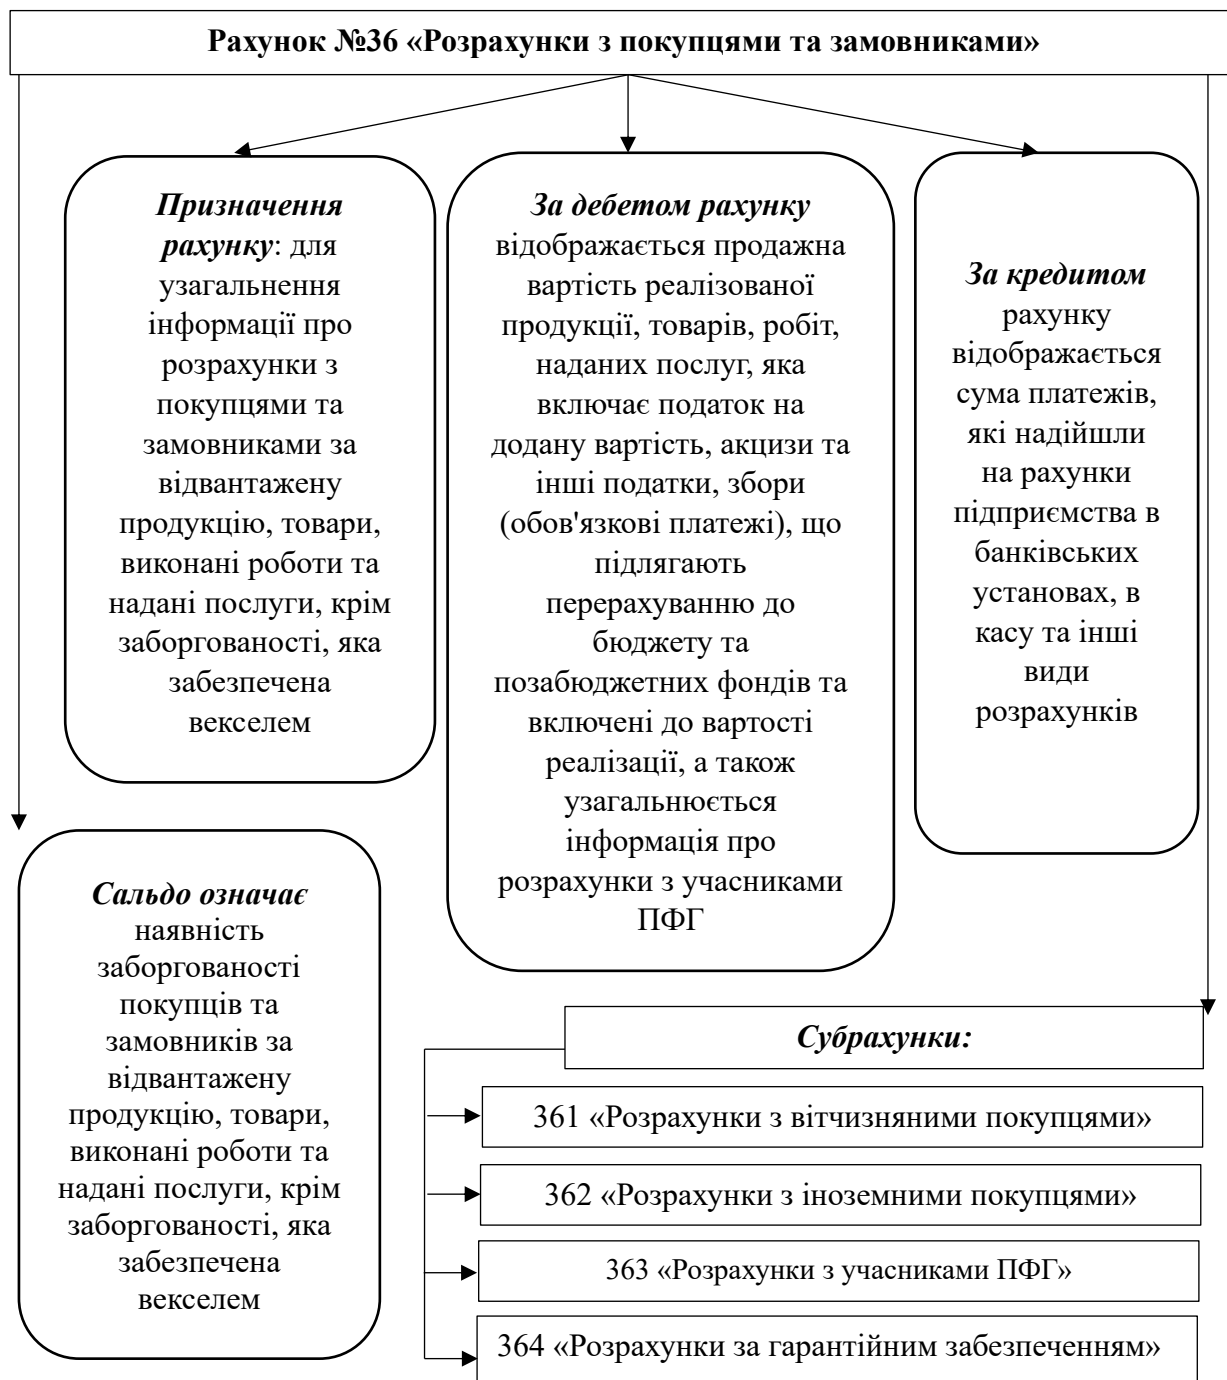 Рахунок №36 «Розрахунки з покупцями та замовниками»
Призначення
рахунку: для
узагальнення
інформації про
розрахунки з
покупцями та
замовниками за
відвантажену
продукцію, товари,
виконані роботи та
надані послуги, крім
заборгованості, яка
забезпечена
векселем
За дебетом рахунку
відображається продажна
вартість реалізованої
продукції, товарів, робіт,
наданих послуг, яка
включає податок на
додану вартість, акцизи та
інші податки, збори
(обов'язкові платежі), що
підлягають
перерахуванню до
бюджету та
позабюджетних фондів та
включені до вартості
реалізації, а також
узагальнюється
інформація про
розрахунки з учасниками
ПФГ
За кредитом
рахунку
відображається
сума платежів,
які надійшли
на рахунки
підприємства в
банківських
установах, в
касу та інші
види
розрахунків
Сальдо означає
наявність
заборгованості
покупців та
замовників за
відвантажену
продукцію, товари,
виконані роботи та
надані послуги, крім
заборгованості, яка
забезпечена
векселем
Субрахунки:
361 «Розрахунки з вітчизняними покупцями»
362 «Розрахунки з іноземними покупцями»
363 «Розрахунки з учасниками ПФГ»
364 «Розрахунки за гарантійним забезпеченням»